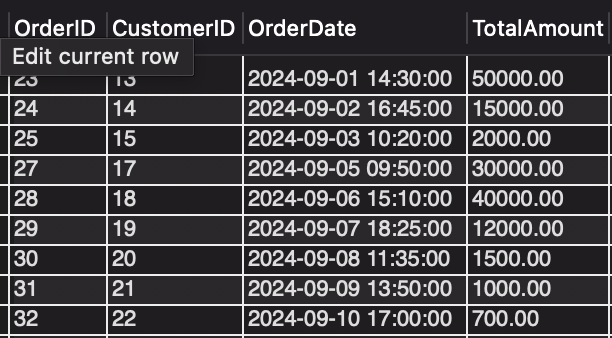 OrderID CustomerID OrderDate TotalAmount
Edit current row
23 13 2024-09-01 14:30:00 50000.00
24 14 2024-09-02 16:45:00 15000.00
25 15 2024-09-03 10:20:00 2000.00
27 17 2024-09-05 09:50:00 30000.00
28 18 2024-09-06 15:10:00 40000.00
29 19 2024-09-07 18:25:00 12000.00
30 20 2024-09-08 11:35:00 1500.00
31 21 2024-09-09 13:50:00 1000.00
32 22 2024-09-10 17:00:00 700.00